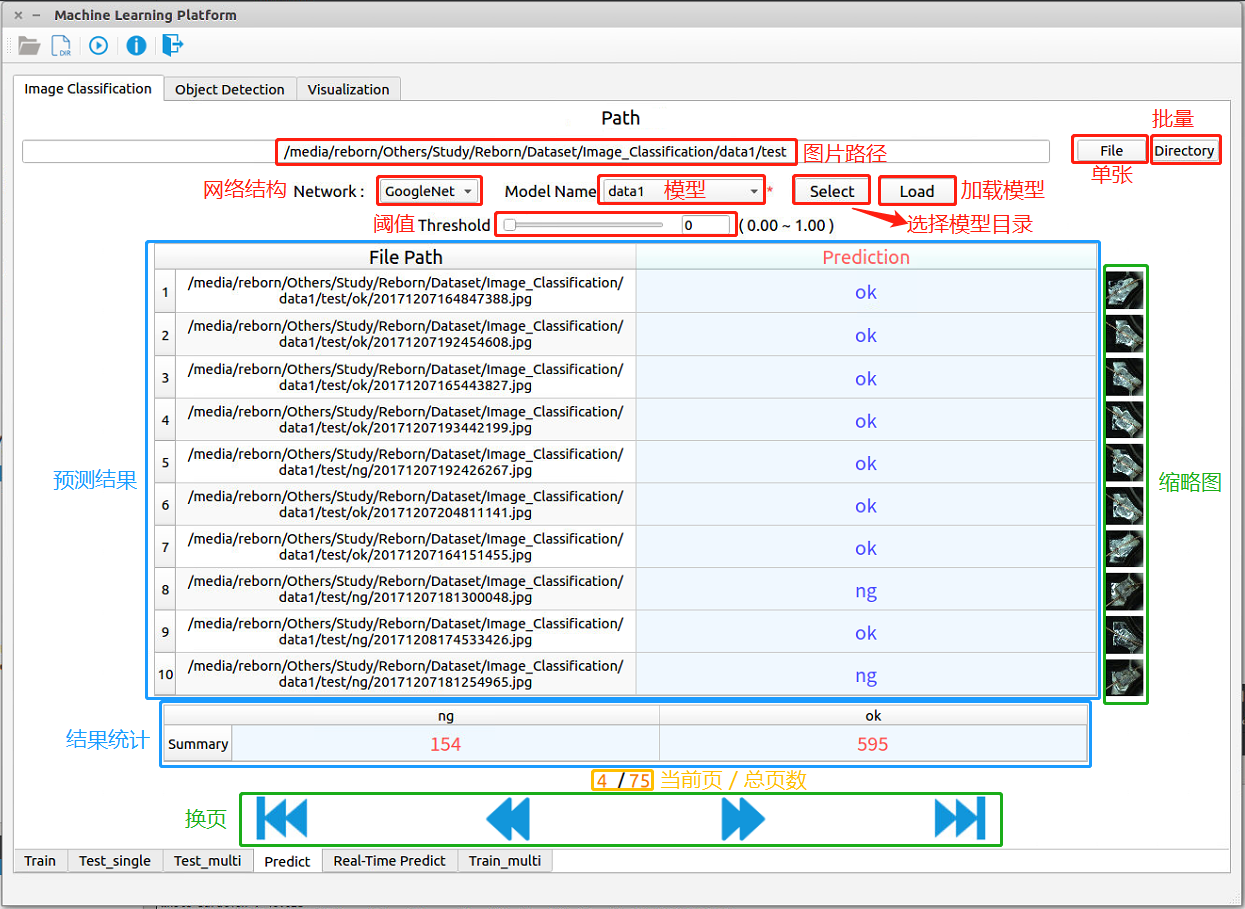 Machine Learning Platform
DIR
Image Classification Object Detection Visualization
Path
批量
/media/reborn/Others/Study/Reborn/Dataset/Image_Classification/data1/test 图片路径 File Directory
单张
网络结构 Network : GoogleNet Model Name data1 模型 * Select Load 加载模型
阈值 Threshold 0 ( 0.00 ~ 1.00 ) 选择模型目录
File Path Prediction
1 /media/reborn/Others/Study/Reborn/Dataset/Image_Classification/
data1/test/ok/20171207164847388.jpg ok
2 /media/reborn/Others/Study/Reborn/Dataset/Image_Classification/
data1/test/ok/20171207192454608.jpg ok
3 /media/reborn/Others/Study/Reborn/Dataset/Image_Classification/
data1/test/ok/20171207165443827.jpg ok
4 /media/reborn/Others/Study/Reborn/Dataset/Image_Classification/
data1/test/ok/20171207193442199.jpg ok
5 /media/reborn/Others/Study/Reborn/Dataset/Image_Classification/
data1/test/ng/20171207192426267.jpg ok
预测结果
缩略图
6 /media/reborn/Others/Study/Reborn/Dataset/Image_Classification/
data1/test/ok/20171207204811141.jpg ok
7 /media/reborn/Others/Study/Reborn/Dataset/Image_Classification/
data1/test/ok/20171207164151455.jpg ok
8 /media/reborn/Others/Study/Reborn/Dataset/Image_Classification/
data1/test/ng/20171207181300048.jpg ng
9 /media/reborn/Others/Study/Reborn/Dataset/Image_Classification/
data1/test/ng/20171208174533426.jpg ok
10 /media/reborn/Others/Study/Reborn/Dataset/Image_Classification/
data1/test/ng/20171207181254965.jpg ng
ng ok
结果统计 Summary 154 595
4 / 75 当前页 / 总页数
换页
Train Test_single Test_multi Predict Real-Time Predict Train_multi